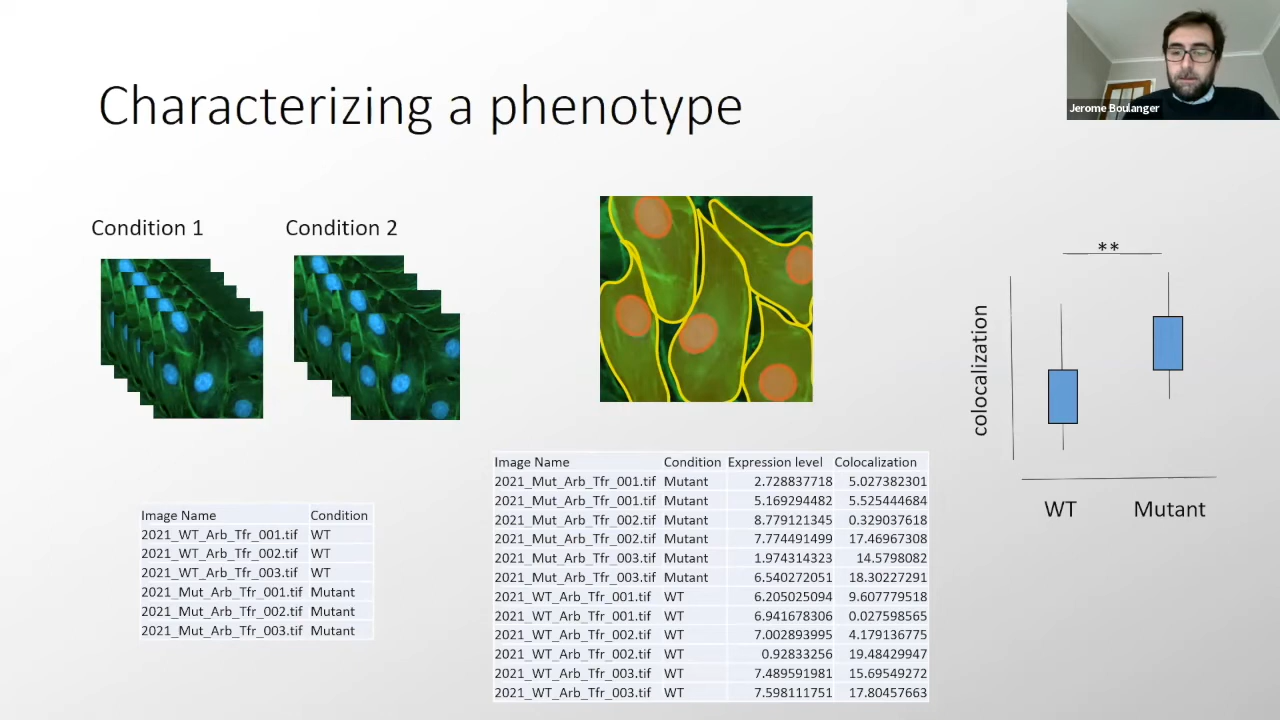 Jerome Boulanger
Characterizing a phenotype
Condition 1
Condition 2
Image Name Condition
2021_WT_Arb_Tfr_001.tif WT
2021_WT_Arb_Tfr_002.tif WT
2021_WT_Arb_Tfr_003.tif WT
2021_Mut_Arb_Tfr_001.tif Mutant
2021_Mut_Arb_Tfr_002.tif Mutant
2021_Mut_Arb_Tfr_003.tif Mutant
Image Name Condition Expression level Colocalization
2021_Mut_Arb_Tfr_001.tif Mutant 2.728837718 5.027382301
2021_Mut_Arb_Tfr_001.tif Mutant 5.169294482 5.525444684
2021_Mut_Arb_Tfr_002.tif Mutant 8.779121345 0.329037618
2021_Mut_Arb_Tfr_002.tif Mutant 7.774491499 17.46967308
2021_Mut_Arb_Tfr_003.tif Mutant 1.974314323 14.5798082
2021_Mut_Arb_Tfr_003.tif Mutant 6.540272051 18.30227291
2021_WT_Arb_Tfr_001.tif WT 6.205025094 9.607779518
2021_WT_Arb_Tfr_001.tif WT 6.941678306 0.027598565
2021_WT_Arb_Tfr_002.tif WT 7.002893995 4.179136775
2021_WT_Arb_Tfr_002.tif WT 0.92833256 19.48429947
2021_WT_Arb_Tfr_003.tif WT 7.489591981 15.69549272
2021_WT_Arb_Tfr_003.tif WT 7.598111751 17.80457663
**
colocalization
WT
Mutant